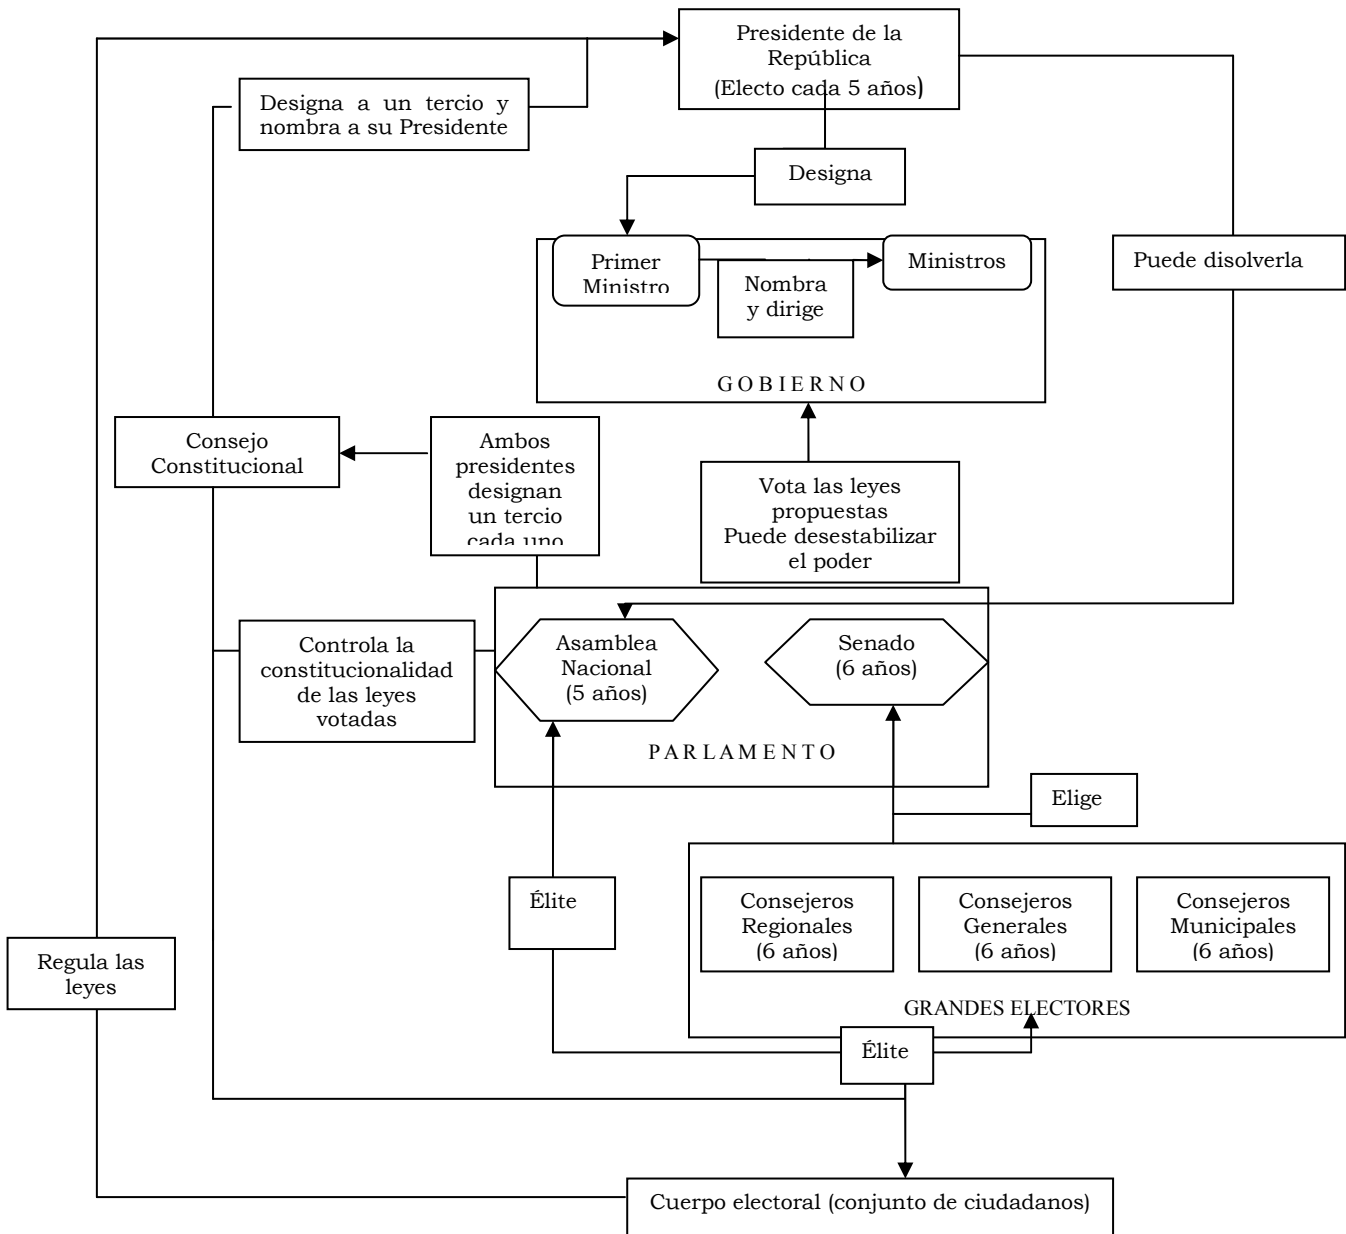 Presidente de la
República
(Electo cada 5 años)
Designa a un tercio y
nombra a su Presidente
Designa
Puede disolverla
Primer
Ministro
Nombra
y dirige
Ministros
GOBIERNO
Consejo
Constitucional
Ambos
presidentes
designan
un tercio
cada uno
Vota las leyes
propuestas
Puede desestabilizar
el poder
Controla la
constitucionalidad
de las leyes
votadas
Asamblea
Nacional
(5 años)
Senado
(6 años)
PARLAMENTO
Elige
Élite
Consejeros
Regionales
(6 años)
Consejeros
Generales
(6 años)
Consejeros
Municipales
(6 años)
GRANDES ELECTORES
Regula las
leyes
Élite
Cuerpo electoral (conjunto de ciudadanos)